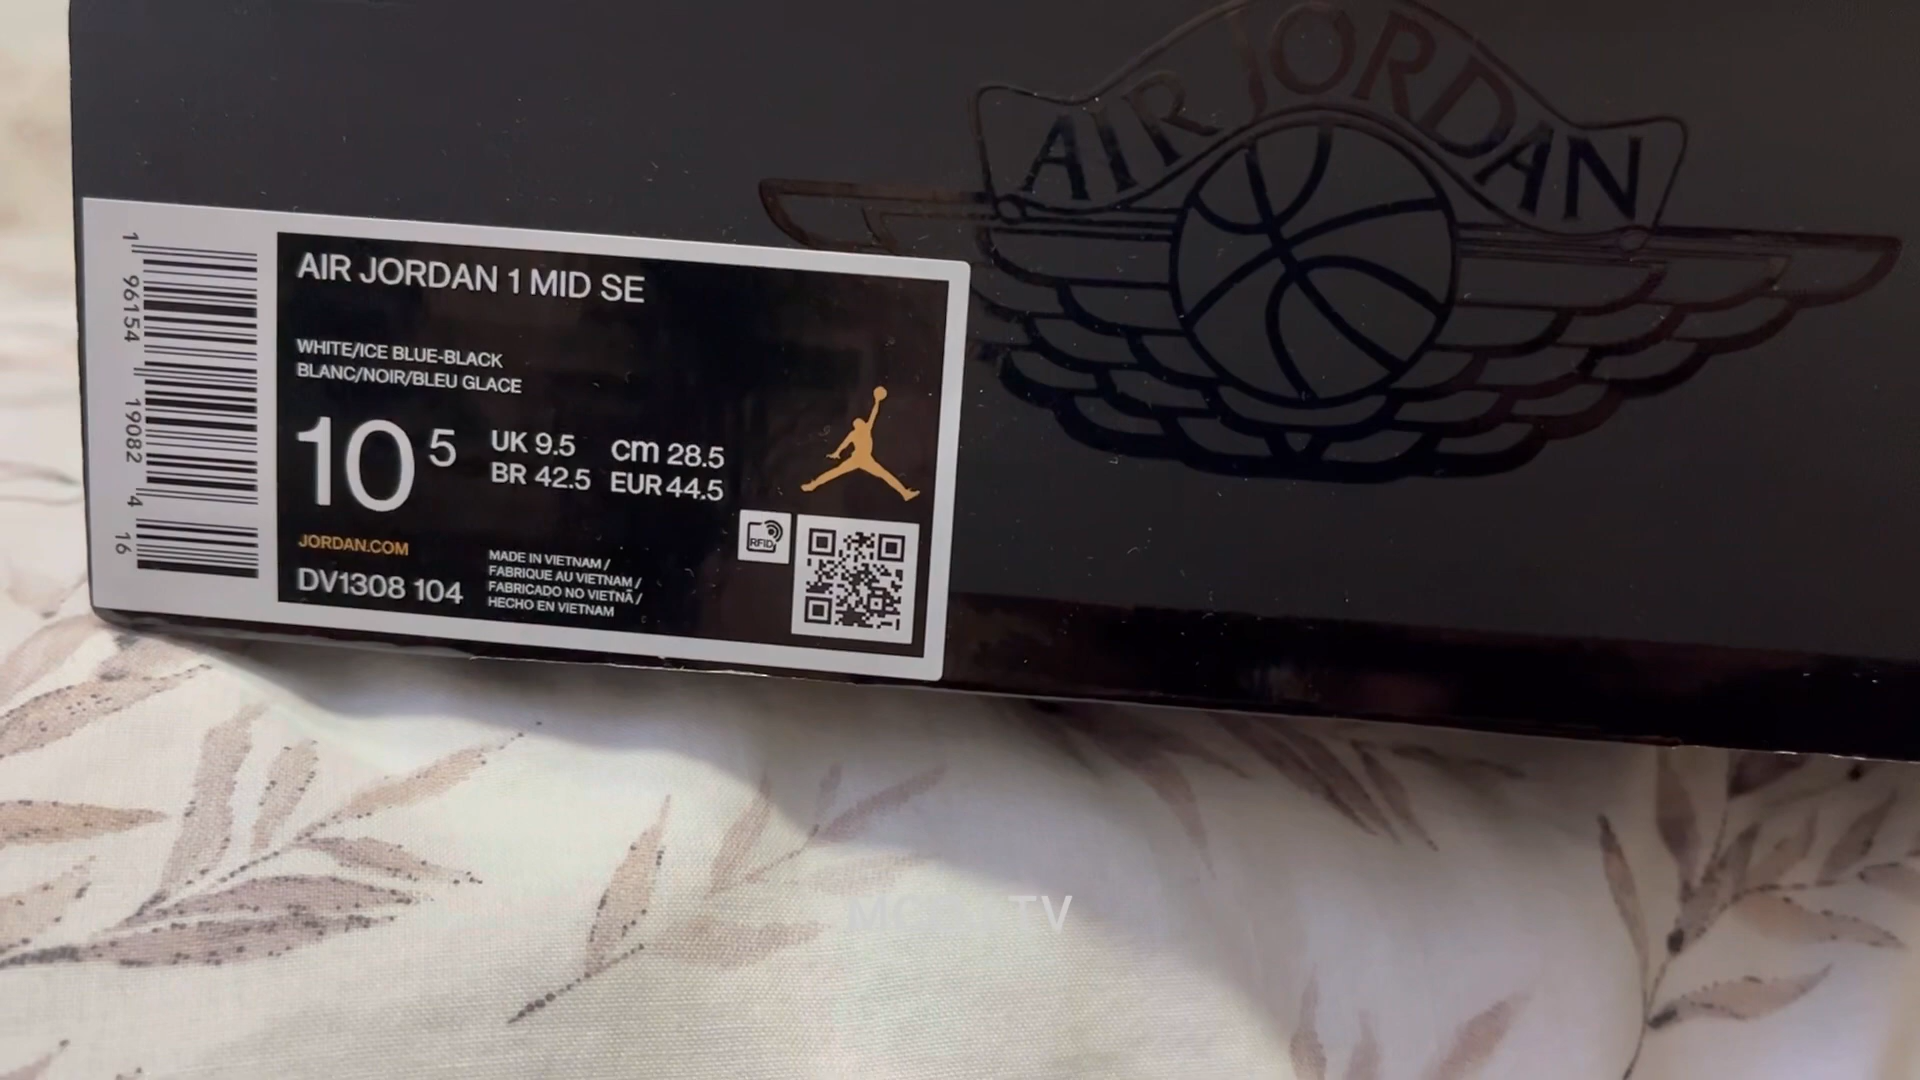 AIR JORDAN
AIR JORDAN 1 MID SE
WHITE/ICE BLUE-BLACK
BLANC/NOIR/BLEU GLACE
10 5
UK 9.5 cm 28.5
BR 42.5 EUR 44.5
JORDAN.COM
DV1308 104
MADE IN VIETNAM /
FABRIQUE AU VIETNAM /
FABRICADO NO VIETNÃ /
HECHO EN VIETNAM
RFID
1 96154 19082 4 16
TV